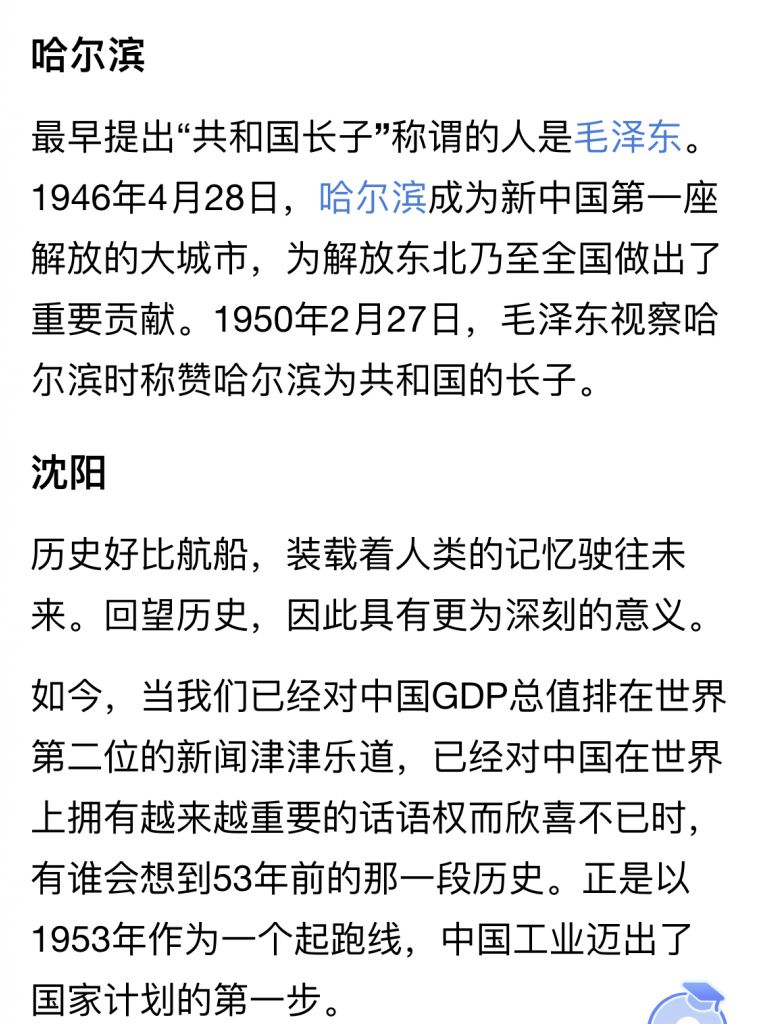 哈尔滨
最早提出“共和国长子”称谓的人是毛泽东。
1946年4月28日，哈尔滨成为新中国第一座
解放的大城市，为解放东北乃至全国做出了
重要贡献。1950年2月27日，毛泽东视察哈
尔滨时称赞哈尔滨为共和国的长子。
沈阳
历史好比航船，装载着人类的记忆驶往未
来。回望历史，因此具有更为深刻的意义。
如今，当我们已经对中国GDP总值排在世界
第二位的新闻津津乐道，已经对中国在世界
上拥有越来越重要的话语权而欣喜不已时，
有谁会想到53年前的那一段历史。正是以
1953年作为一个起跑线，中国工业迈出了
国家计划的第一步。